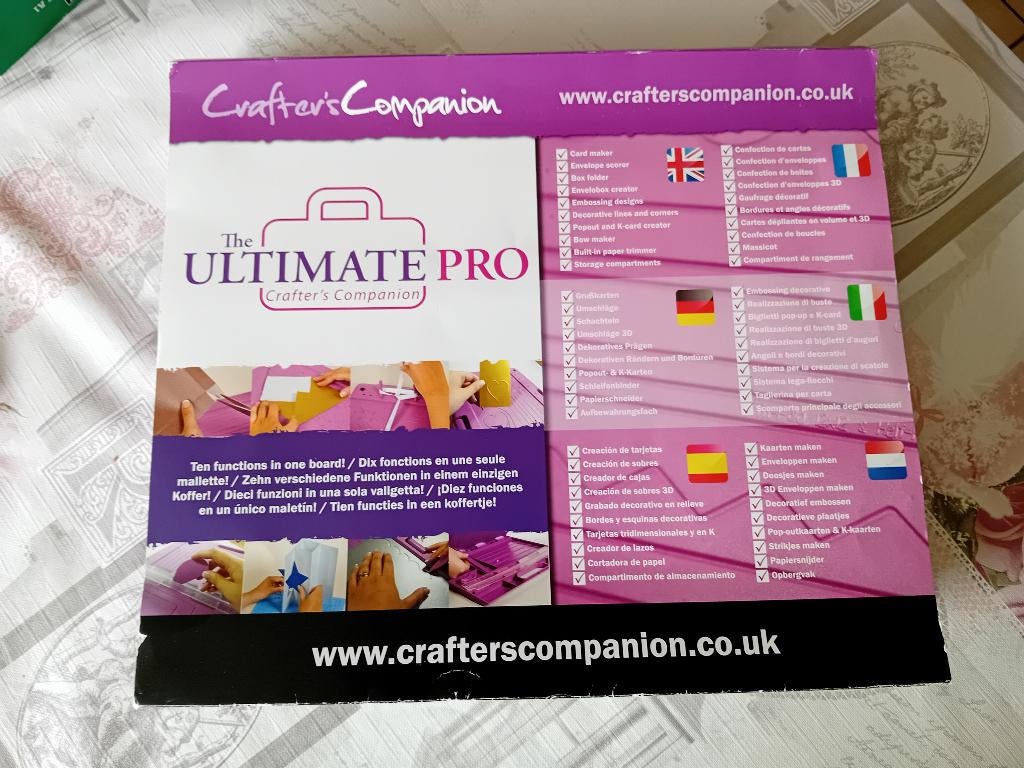 Crafter's Companion
www.crafterscompanion.co.uk
The
ULTIMATE PRO
Crafter's Companion
Ten functions in one board! / Dix fonctions en une seule
mallette! / Zehn verschiedene Funktionen in einem einzigen
Koffer! / Dieci funzioni in una sola valigetta! / ¡Diez funciones
en un único maletín! / Tien functies in een koffertje!
Card maker
Envelope scorer
Box folder
Envelobox creator
Embossing designs
Decorative lines and corners
Popout and K-card creator
Bow maker
Built-in paper trimmer
Storage compartments
Confection de cartes
Confection d'enveloppes
Confection de boites
Confection d'enveloppes 3D
Gaufrage décoratif
Bordures et angles décoratifs
Cartes dépliantes en volume et 3D
Confection de boucles
Massicot
Compartiment de rangement
Grußkarten
Umschläge
Schachteln
Umschläge 3D
Dekoratives Prägen
Dekorativen Rändern und Bordüren
Popout- & K-Karten
Schleifenbinder
Papierschneider
Aufbewahrungsfach
Embossing decorativo
Realizzazione di buste
Biglietti pop-up e K-card
Realizzazione di buste 3D
Realizzazione di biglietti d'auguri
Angoli e bordi decorativi
Sistema per la creazione di scatole
Sistema lega-fiocchi
Taglierina per carta
Scomparto principale degli accessori
Creación de tarjetas
Creación de sobres
Creador de cajas
Creación de sobres 3D
Grabado decorativo en relieve
Bordes y esquinas decorativas
Tarjetas tridimensionales y en K
Creador de lazos
Cortadora de papel
Compartimento de almacenamiento
Kaarten maken
Enveloppen maken
Doosjes maken
3D Enveloppen maken
Decoratief embossen
Decoratieve plaatjes
Pop-outkaarten & K-kaarten
Strikjes maken
Papiersnijder
Opbergvak
www.crafterscompanion.co.uk